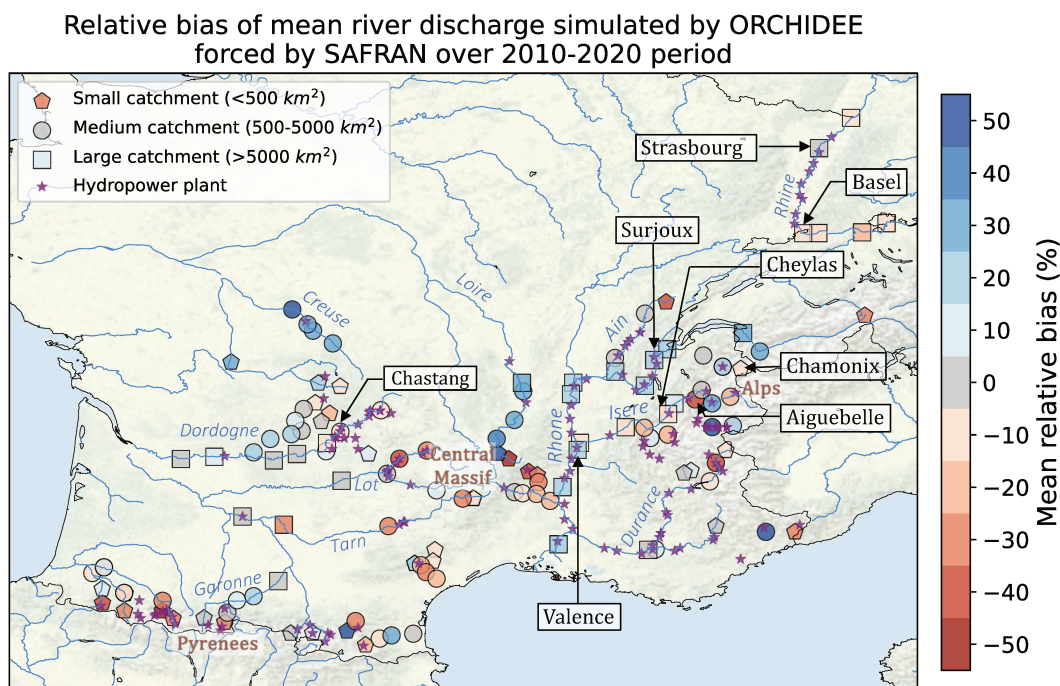 Relative bias of mean river discharge simulated by ORCHIDEE
forced by SAFRAN over 2010-2020 period
Small catchment (<500 km²)
Medium catchment (500-5000 km²)
Large catchment (>5000 km²)
Hydropower plant
Strasbourg
Basel
Rhine
Surjoux
Cheylas
Loire
Creuse
Ain
Chamonix
Chastang
Alps
Isere
Aiguebelle
Dordogne
Rhone
Central
Massif
Lot
Durance
Tarn
Garonne
Valence
Pyrenees
50
40
30
20
10
0
−10
−20
−30
−40
−50
Mean relative bias (%)